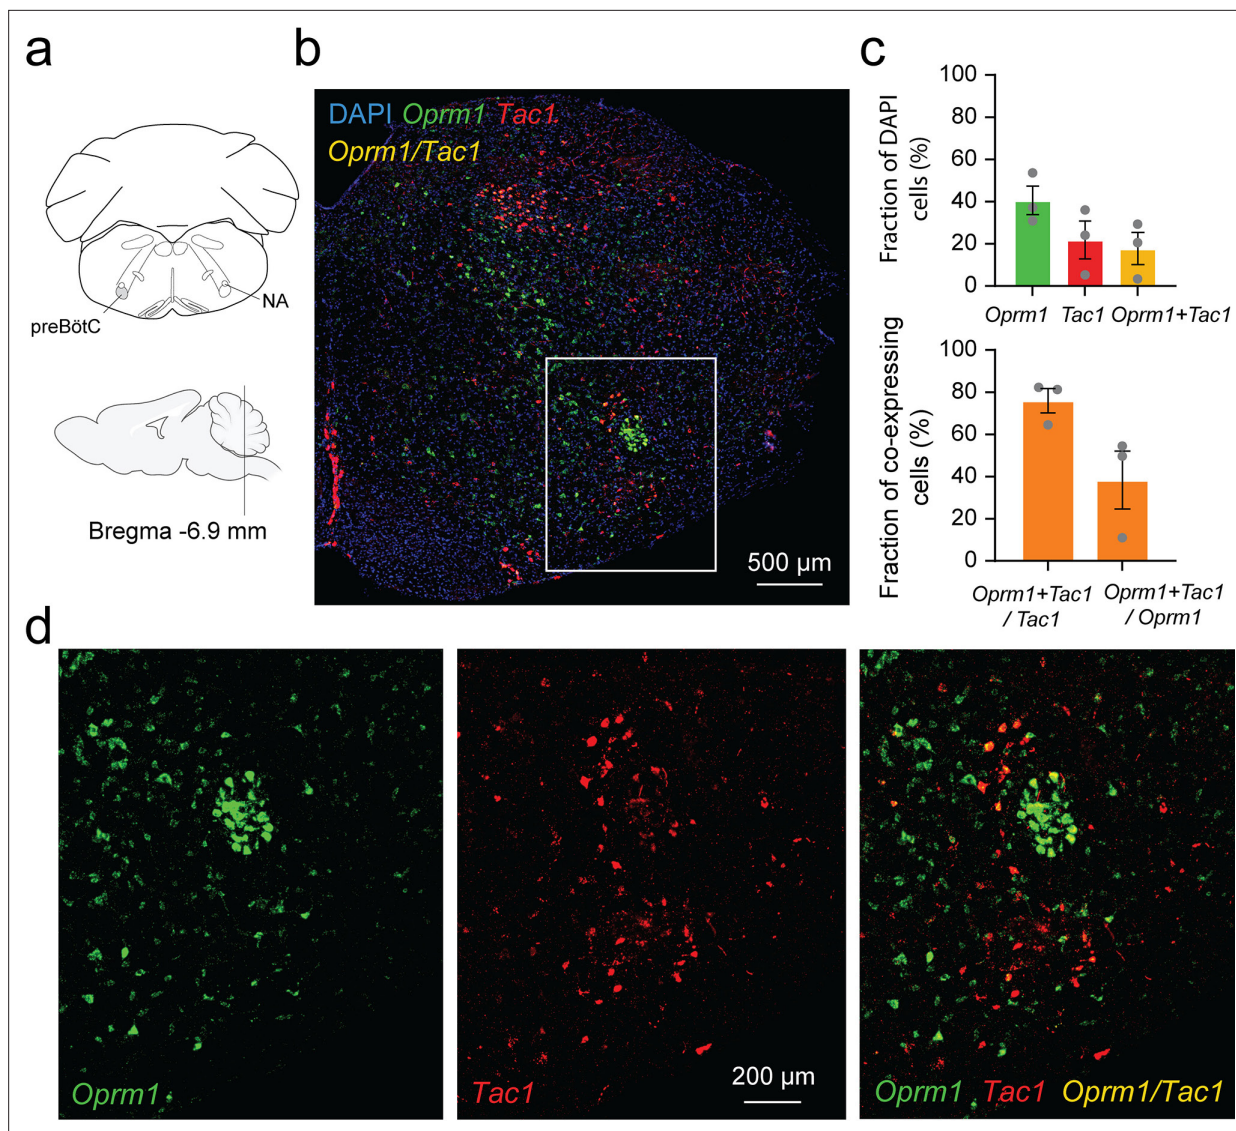 a
preBötC
NA
Bregma -6.9 mm
b
DAPI Oprm1 Tac1
Oprm1/Tac1
500 µm
c
Fraction of DAPI
cells (%)
100
80
60
40
20
0
Oprm1 Tac1 Oprm1+Tac1
Fraction of co-expressing
cells (%)
100
80
60
40
20
0
Oprm1+Tac1
/ Tac1
Oprm1+Tac1
/ Oprm1
d
Oprm1
Tac1
200 µm
Oprm1 Tac1 Oprm1/Tac1